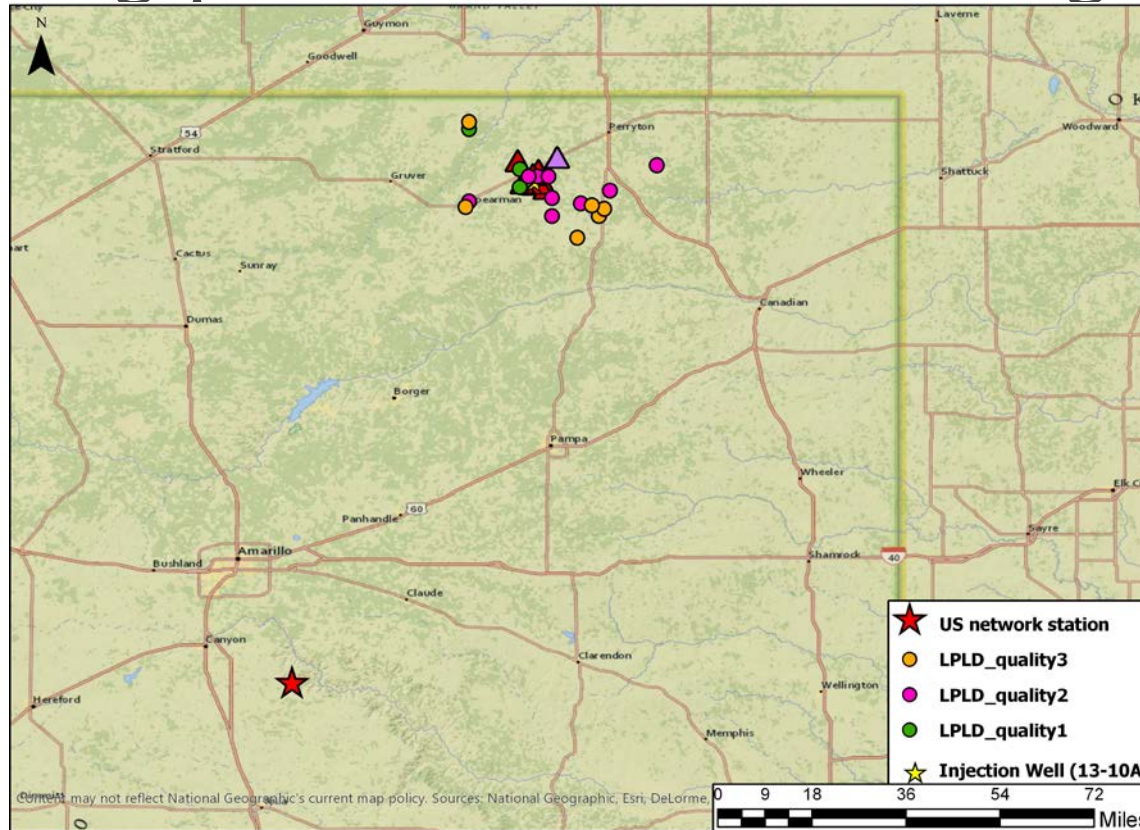 N
Guymon
Laverne
Goodwell
O K
54
Perryton
Woodward
Stratford
Shattuck
Gruver
pearman
art
Cactus
Sunray
Canadian
Dumas
Borger
Pampa
Wheeler
Elk C
60
Panhandle
Sayre
Amarillo
Bushland
Shamrock
40
Claude
Canyon
Clarendon
Hereford
Wellington
Memphis
US network station
LPLD_quality3
LPLD_quality2
LPLD_quality1
Injection Well (13-10A
Content may not reflect National Geographic's current map policy. Sources: National Geographic, Esri, DeLorme,
0 9 18 36 54 72
Miles